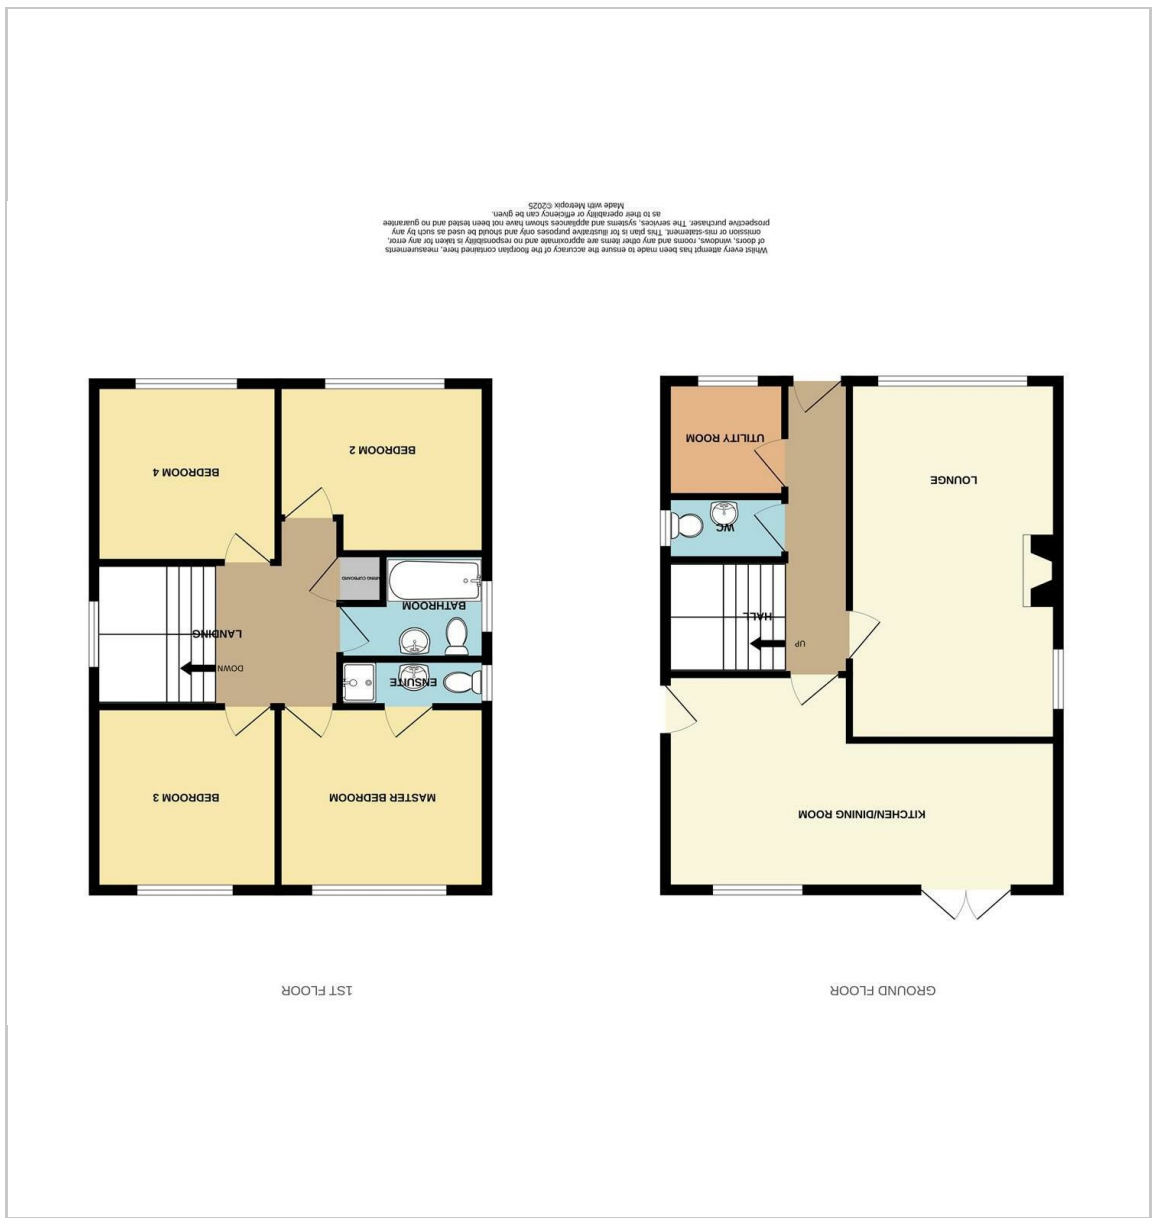 GROUND FLOOR
1ST FLOOR
KITCHEN/DINING ROOM
LOUNGE
HALL
UP
WC
UTILITY ROOM
MASTER BEDROOM
BEDROOM 3
ENSUITE
DOWN
LANDING
BATHROOM
AIRING CUPBOARD
BEDROOM 2
BEDROOM 4
Whilst every attempt has been made to ensure the accuracy of the floorplan contained here, measurements
of doors, windows, rooms and any other items are approximate and no responsibility is taken for any error,
omission or mis-statement. This plan is for illustrative purposes only and should be used as such by any
prospective purchaser. The services, systems and appliances shown have not been tested and no guarantee
as to their operability or efficiency can be given.
Made with Metropix ©2025